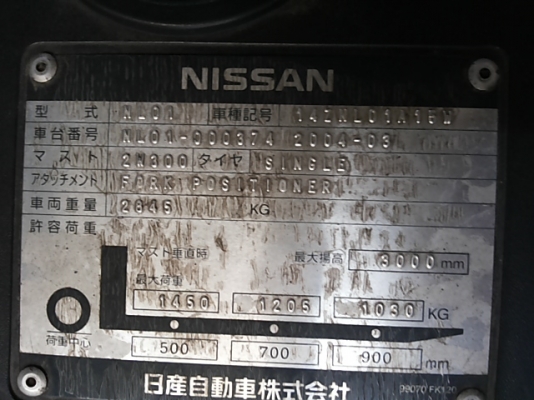 NISSAN
型 式 NL01 車種記号
車台番号 NL01-900374 2004-03
マスト 2N300 タイヤ SINGLE
アタッチメント FORK POSITIONER
車両重量 2845 KG
許容荷重
マスト垂直時 最大揚高 3000 mm
最大荷重
1450 1205 1030 KG
荷重中心
500 700 900 mm
日産自動車株式会社